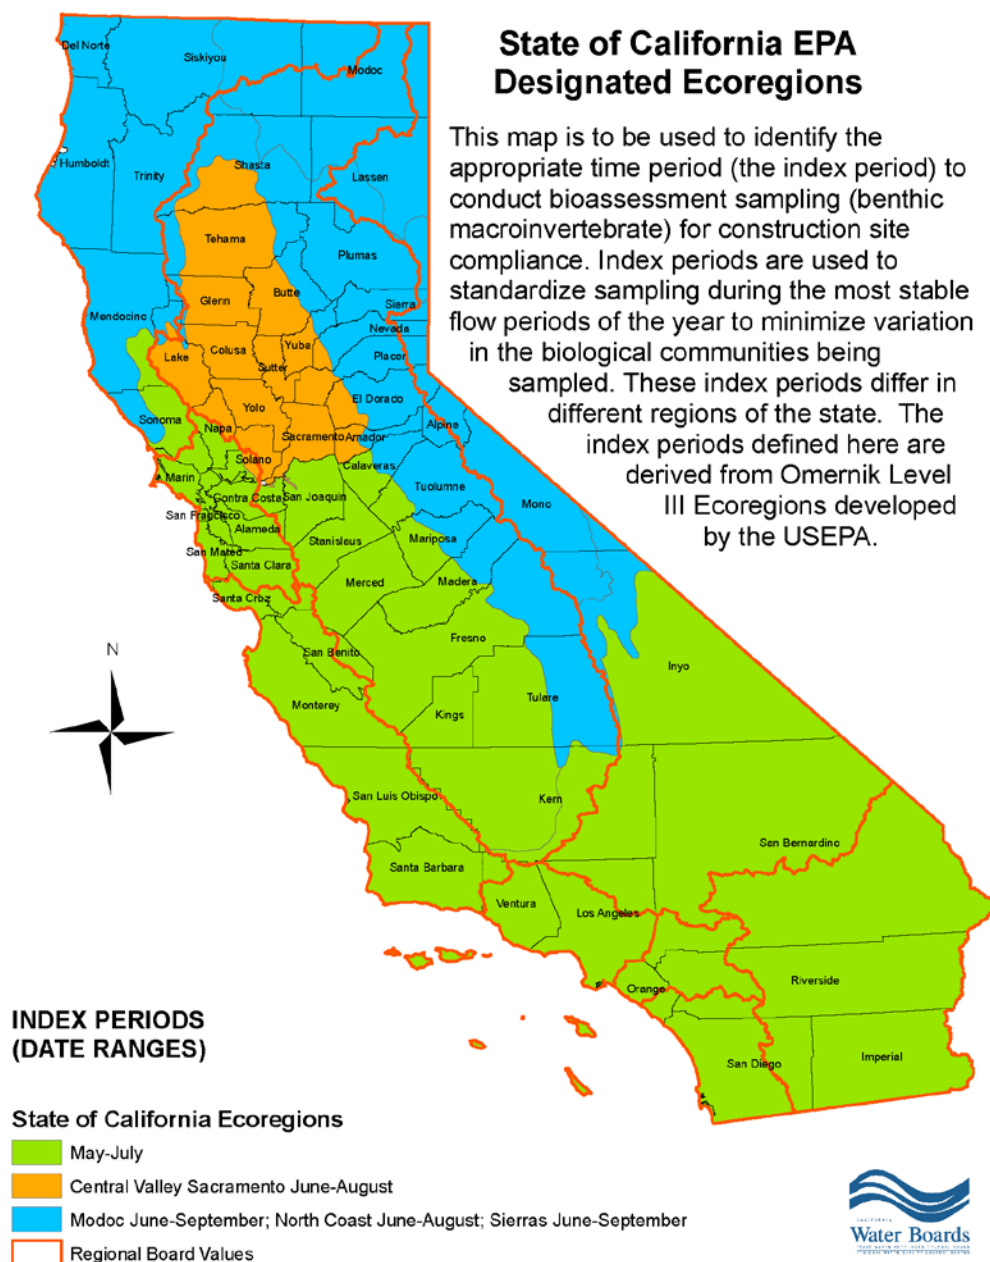 State of California EPA
Designated Ecoregions
This map is to be used to identify the
appropriate time period (the index period) to
conduct bioassessment sampling (benthic
macroinvertebrate) for construction site
compliance. Index periods are used to
standardize sampling during the most stable
flow periods of the year to minimize variation
in the biological communities being
sampled. These index periods differ in
different regions of the state. The
index periods defined here are
derived from Omernik Level
III Ecoregions developed
by the USEPA.
Del Norte
Siskiyou
Modoc
Humboldt
Trinity
Shasta
Lassen
Tehama
Plumas
Glenn
Butte
Sierra
Mendocino
Nevada
Lake
Colusa
Yuba
Placer
Sutter
El Dorado
Sonoma
Napa
Yolo
Alpine
Sacramento
Amador
Solano
Calaveras
Marin
Tuolumne
Contra Costa
San Joaquin
Mono
San Francisco
Alameda
Stanislaus
Mariposa
San Mateo
Santa Clara
Merced
Madera
Santa Cruz
Fresno
San Benito
Inyo
Monterey
Kings
Tulare
San Luis Obispo
Kern
San Bernardino
Santa Barbara
Ventura
Los Angeles
Orange
Riverside
San Diego
Imperial
N
INDEX PERIODS
(DATE RANGES)
State of California Ecoregions
May-July
Central Valley Sacramento June-August
Modoc June-September; North Coast June-August; Sierras June-September
Regional Board Values
CALIFORNIA
Water Boards